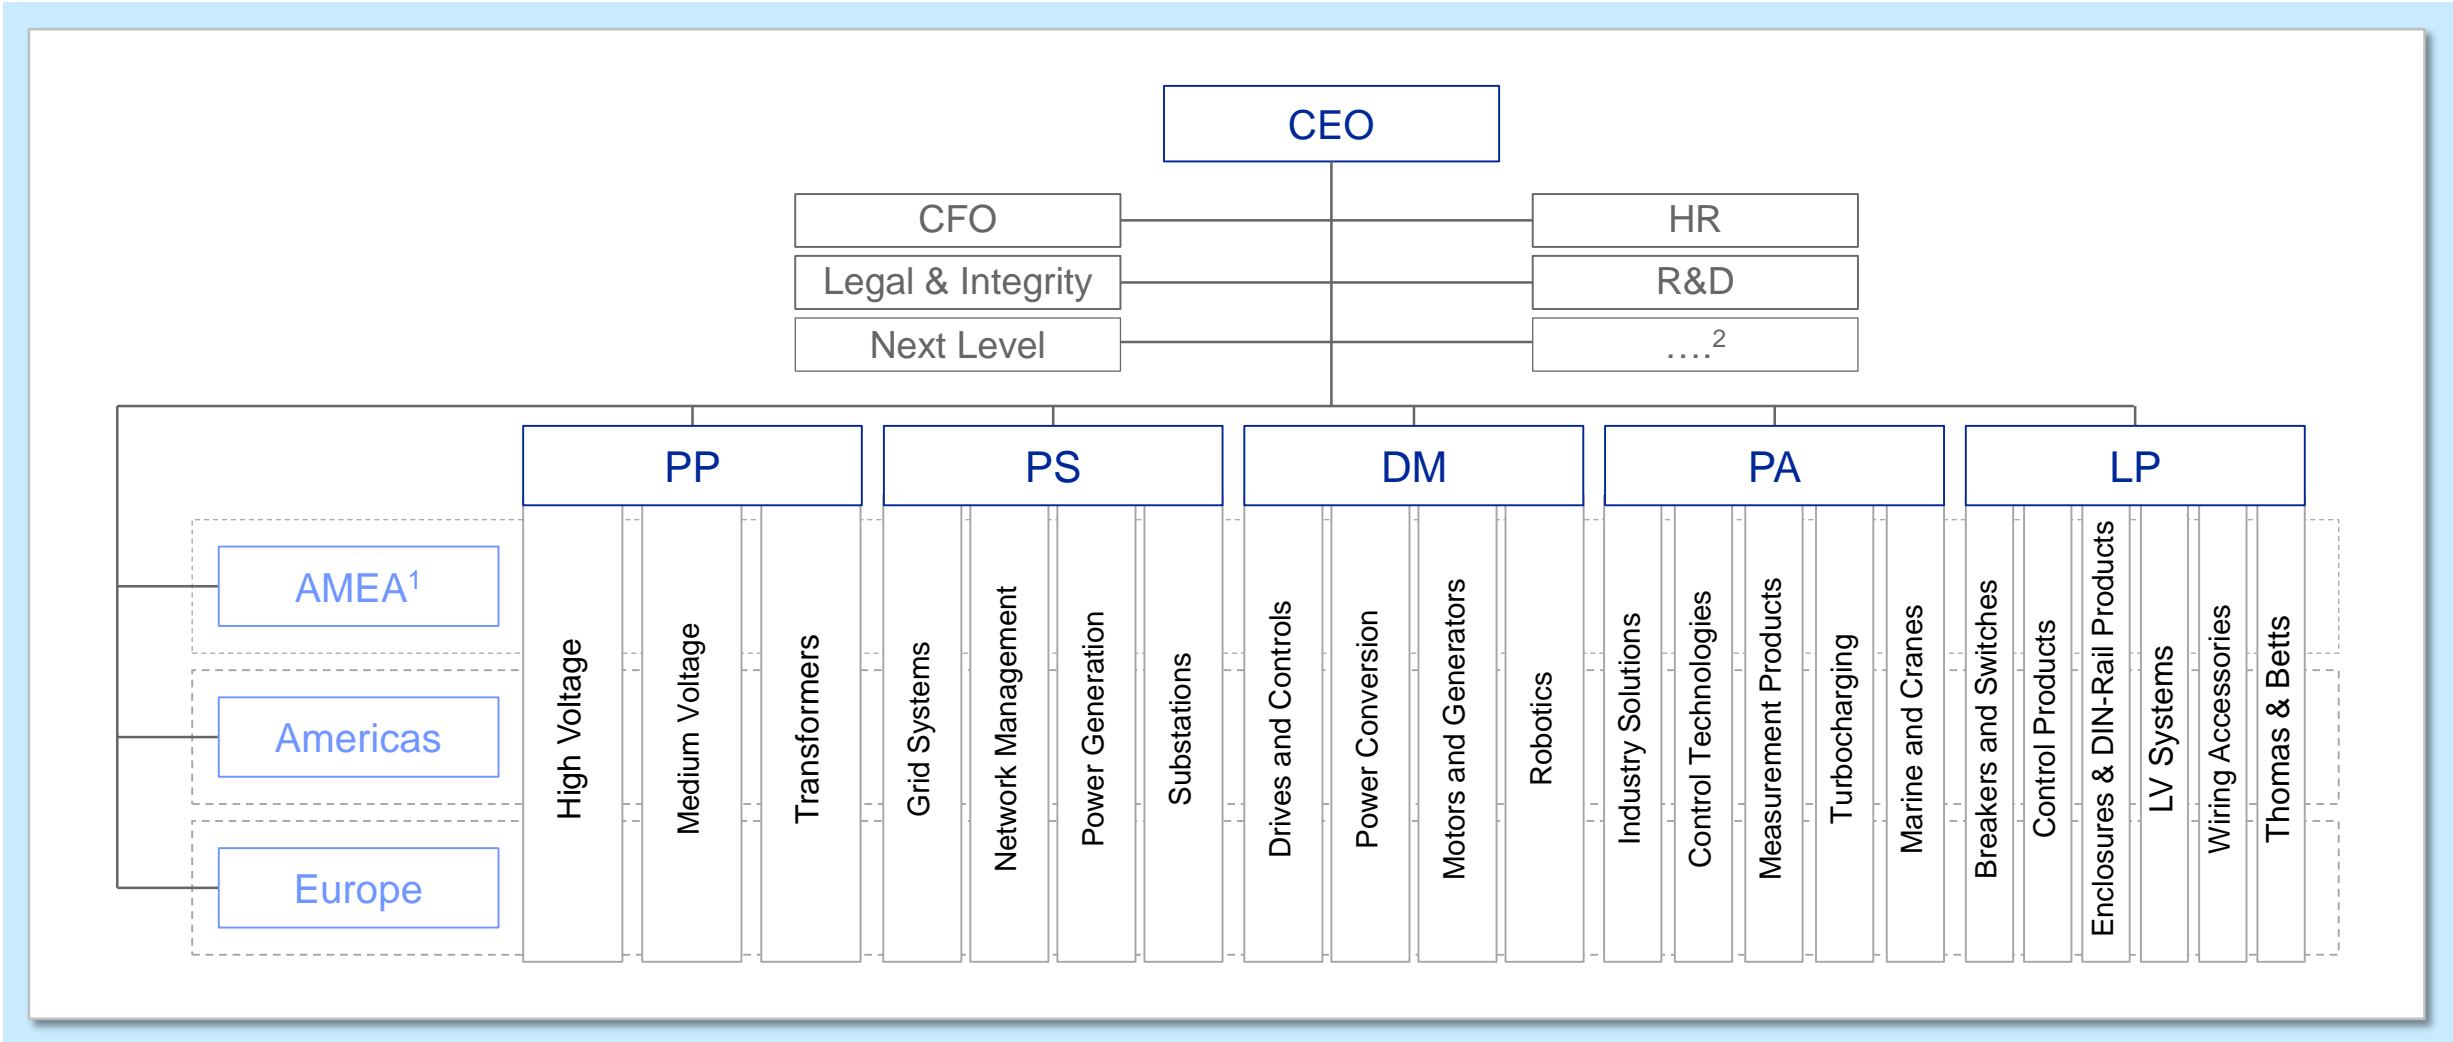 CEO
CFO
HR
Legal & Integrity
R&D
Next Level
….²
PP
PS
DM
PA
LP
AMEA¹
Americas
Europe
High Voltage
Medium Voltage
Transformers
Grid Systems
Network Management
Power Generation
Substations
Drives and Controls
Power Conversion
Motors and Generators
Robotics
Industry Solutions
Control Technologies
Measurement Products
Turbocharging
Marine and Cranes
Breakers and Switches
Control Products
Enclosures & DIN-Rail Products
LV Systems
Wiring Accessories
Thomas & Betts